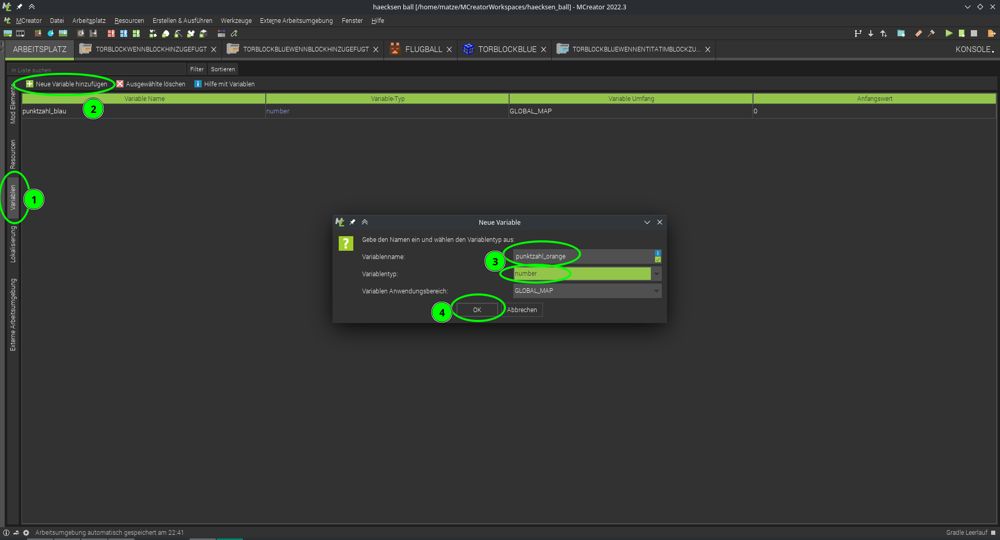 haecksen ball [/home/matze/MCreatorWorkspaces/haecksen_ball] - MCreator 2022.3
MCreator Datei Arbeitsplatz Resourcen Erstellen & Ausführen Werkzeuge Externe Arbeitsumgebung Fenster Hilfe
ARBEITSPLATZ TORBLOCKWENNBLOCKHINZUGEFUGT TORBLOCKBLUEWENNBLOCKHINZUGEFUGT FLUGBALL TORBLOCKBLUE TORBLOCKBLUEWENNENTITATIMBLOCKZU... KONSOLE
In Liste suchen Filter Sortieren
Neue Variable hinzufügen Ausgewählte löschen Hilfe mit Variablen
Variable Name Variable-Typ Variable Umfang Anfangswert
punktzahl_blau number GLOBAL_MAP 0
2
Mod Elemente
Resourcen
Variablen
1
Lokalisierung
Externe Arbeitsumgebung
Neue Variable
Gebe den Namen ein und wählen den Variablentyp aus:
Variablenname: punktzahl_orange
3
Variablentyp: number
Variablen Anwendungsbereich: GLOBAL_MAP
4 OK Abbrechen
Arbeitsumgebung automatisch gespeichert am 22:41 Gradle Leerlauf